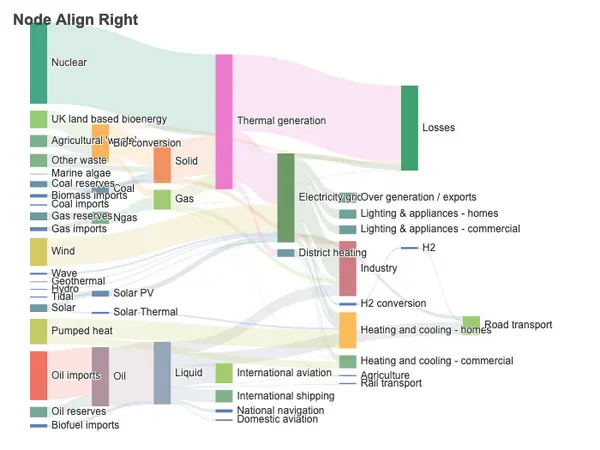 Node Align Right
Nuclear
UK land based bioenergy
Agricultural 'waste'
Bio-conversion
Other waste
Marine algae
Coal reserves
Biomass imports
Coal imports
Gas reserves
Gas imports
Wind
Wave
Geothermal
Hydro
Tidal
Solar
Pumped heat
Oil imports
Oil reserves
Biofuel imports
Coal
Ngas
Solar PV
Solar Thermal
Oil
Solid
Gas
Liquid
Thermal generation
International aviation
International shipping
National navigation
Domestic aviation
Electricity grid
District heating
Over generation / exports
Lighting & appliances - homes
Lighting & appliances - commercial
Industry
H2 conversion
Heating and cooling - homes
Heating and cooling - commercial
Agriculture
Rail transport
Losses
H2
Road transport